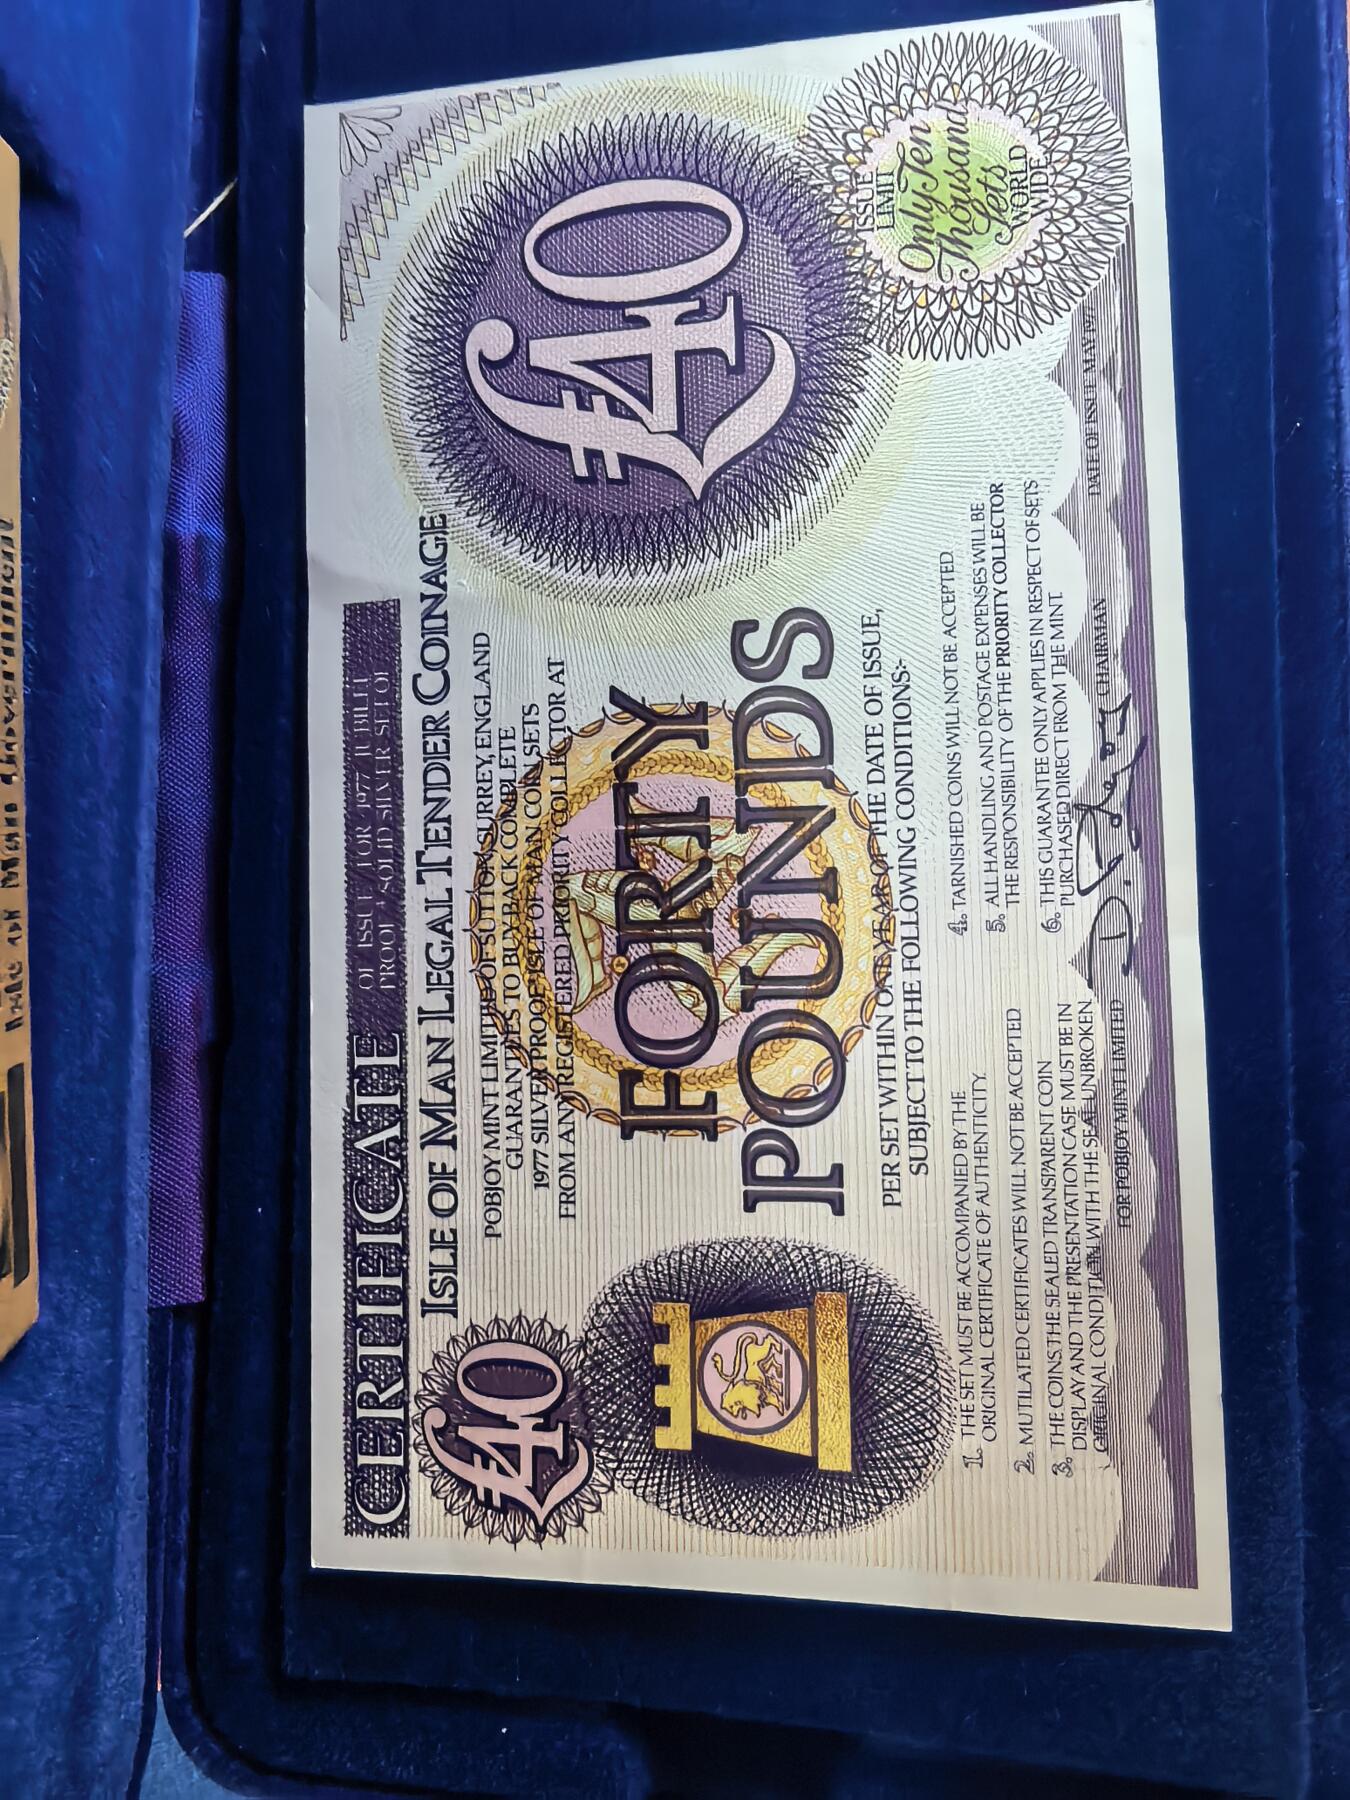 CERTIFICATE
OF ISSUE FOR 1977 JUBILEE
PROOF SOLID SILVER SET OF
ISLE OF MAN LEGAL TENDER COINAGE
£40
POBJOY MINT LIMITED OF SUTTON SURREY, ENGLAND
GUARANTEES TO BUY BACK COMPLETE
1977 SILVER PROOF ISLE OF MAN COIN SETS
FROM ANY REGISTERED PRIORITY COLLECTOR AT
£40
FORTY
POUNDS
PER SET WITHIN ONE YEAR OF THE DATE OF ISSUE,
SUBJECT TO THE FOLLOWING CONDITIONS:-
1. THE SET MUST BE ACCOMPANIED BY THE
ORIGINAL CERTIFICATE OF AUTHENTICITY
2. MUTILATED CERTIFICATES WILL NOT BE ACCEPTED
3. THE COINS THE SEALED TRANSPARENT COIN
DISPLAY AND THE PRESENTATION CASE MUST BE IN
ORIGINAL CONDITION WITH THE SEAL UNBROKEN
4. TARNISHED COINS WILL NOT BE ACCEPTED
5. ALL HANDLING AND POSTAGE EXPENSES WILL BE
THE RESPONSIBILITY OF THE PRIORITY COLLECTOR
6. THIS GUARANTEE ONLY APPLIES IN RESPECT OF SETS
PURCHASED DIRECT FROM THE MINT
ISSUE
LIMIT
Only Ten
Thousand
Sets
WORLD
WIDE
FOR POBJOY MINT LIMITED
D. Pobjoy CHAIRMAN
DATE OF ISSUE MAY 197
Isle of Man Government